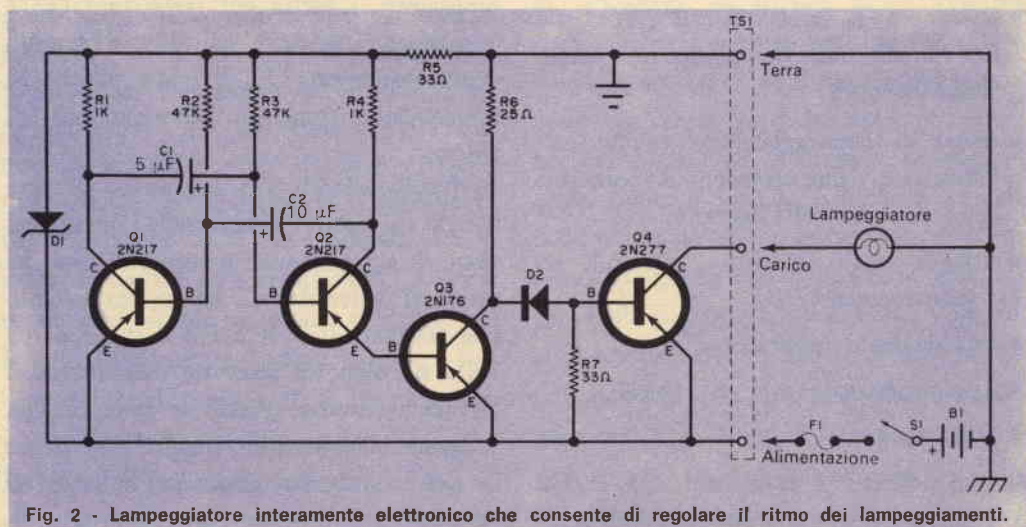 TS1
R5
33Ω
Terra
R1
1K
R2
47K
R3
47K
R4
1K
R6
25Ω
C1
5 µF
+
C2
10 µF
+
Lampeggiatore
D1
Q1
2N217
Q2
2N217
Q3
2N176
D2
Q4
2N277
Carico
C
B
E
C
B
E
C
B
E
C
B
E
R7
33Ω
F1
S1
B1
+
Alimentazione
Fig. 2 - Lampeggiatore interamente elettronico che consente di regolare il ritmo dei lampeggiamenti.